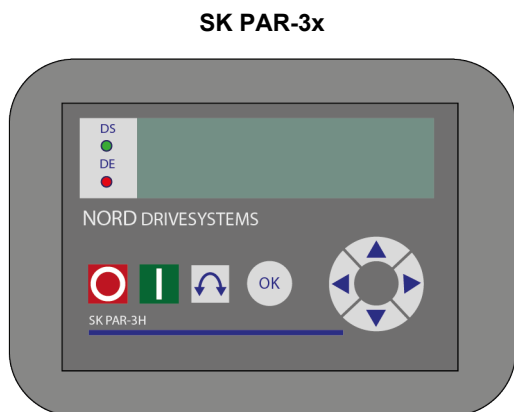 SK PAR-3x
DS
DE
NORD DRIVESYSTEMS
OK
SK PAR-3H